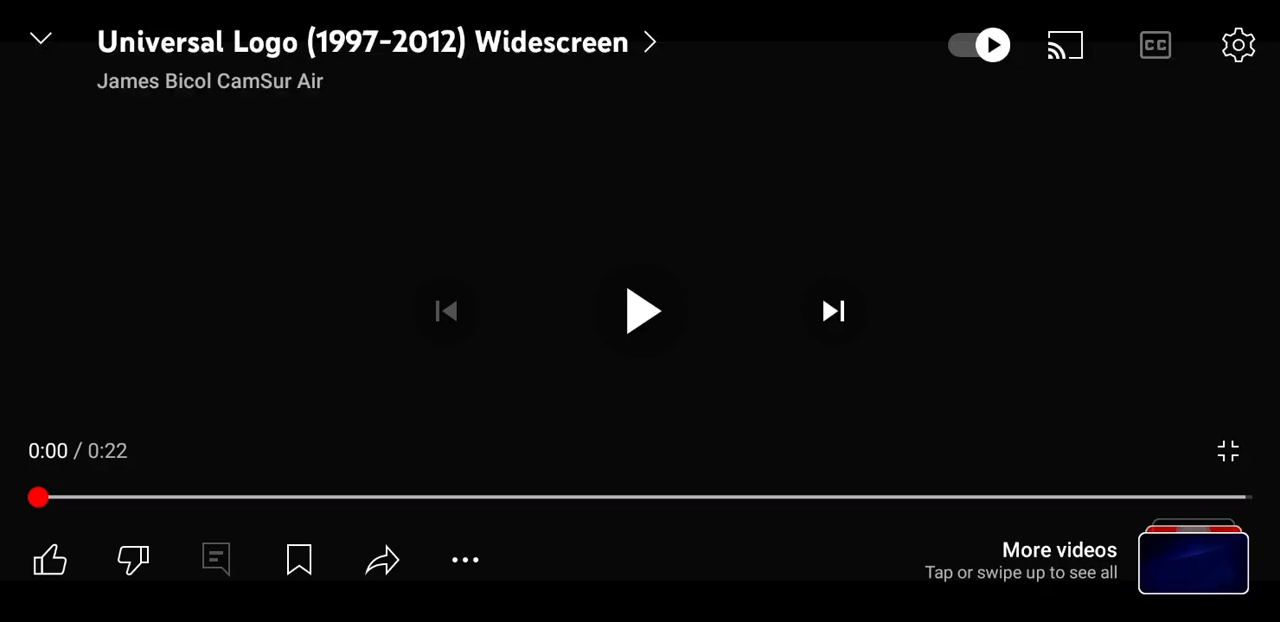 Universal Logo (1997-2012) Widescreen
James Bicol CamSur Air
CC
0:00 / 0:22
More videos
Tap or swipe up to see all